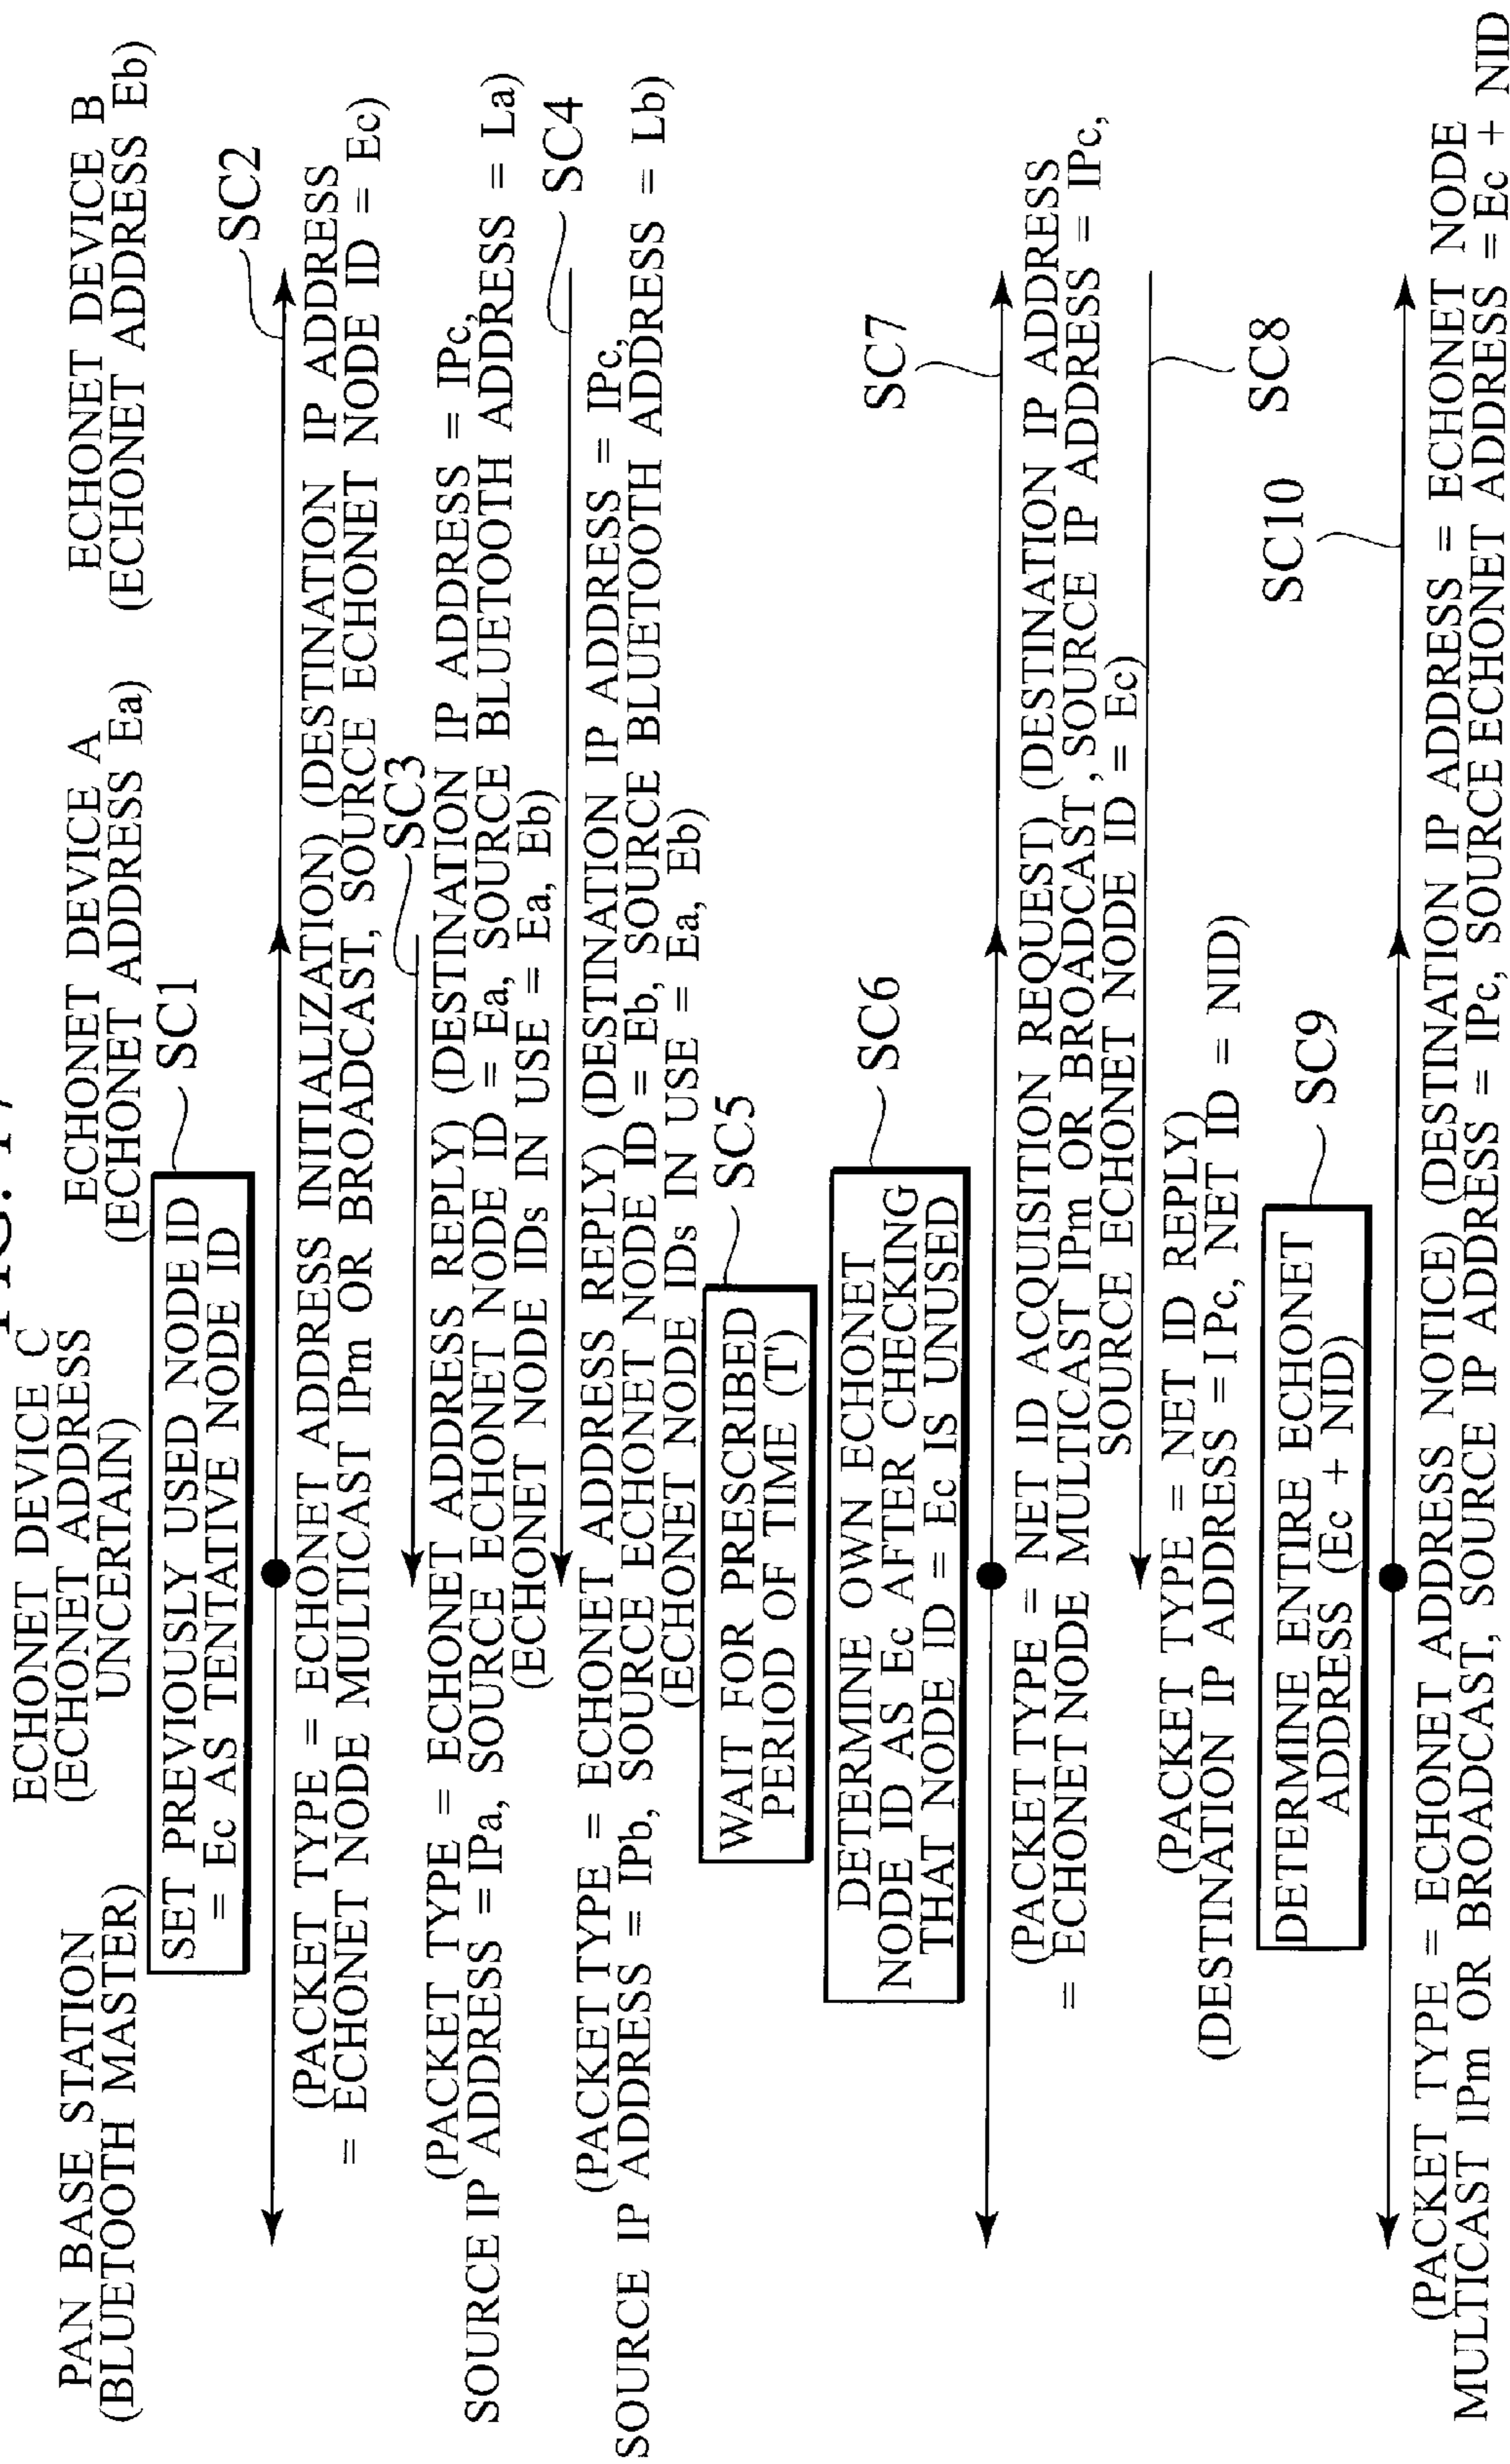 PAN BASE STATION
(BLUETOOTH MASTER)
ECHONET DEVICE C
(ECHONET ADDRESS
UNCERTAIN)
ECHONET DEVICE A
(ECHONET ADDRESS Ea)
ECHONET DEVICE B
(ECHONET ADDRESS Eb)
SET PREVIOUSLY USED NODE ID
= Ec AS TENTATIVE NODE ID
SC1
SC2
(PACKET TYPE = ECHONET ADDRESS INITIALIZATION) (DESTINATION IP ADDRESS
= ECHONET NODE MULTICAST IPm OR BROADCAST, SOURCE ECHONET NODE ID = Ec)
SC3
(PACKET TYPE = ECHONET ADDRESS REPLY) (DESTINATION IP ADDRESS = IPc,
SOURCE IP ADDRESS = IPa, SOURCE ECHONET NODE ID = Ea, SOURCE BLUETOOTH ADDRESS = La)
(ECHONET NODE IDs IN USE = Ea, Eb)
SC4
(PACKET TYPE = ECHONET ADDRESS REPLY) (DESTINATION IP ADDRESS = IPc,
SOURCE IP ADDRESS = IPb, SOURCE ECHONET NODE ID = Eb, SOURCE BLUETOOTH ADDRESS = Lb)
(ECHONET NODE IDs IN USE = Ea, Eb)
WAIT FOR PRESCRIBED
PERIOD OF TIME (T')
SC5
DETERMINE OWN ECHONET
NODE ID AS Ec AFTER CHECKING
THAT NODE ID = Ec IS UNUSED
SC6
SC7
(PACKET TYPE = NET ID ACQUISITION REQUEST) (DESTINATION IP ADDRESS
= ECHONET NODE MULTICAST IPm OR BROADCAST, SOURCE IP ADDRESS = IPc,
SOURCE ECHONET NODE ID = Ec)
SC8
(PACKET TYPE = NET ID REPLY)
(DESTINATION IP ADDRESS = IPc, NET ID = NID)
DETERMINE ENTIRE ECHONET
ADDRESS (Ec + NID)
SC9
SC10
(PACKET TYPE = ECHONET ADDRESS NOTICE) (DESTINATION IP ADDRESS = ECHONET NODE
MULTICAST IPm OR BROADCAST, SOURCE IP ADDRESS = IPc, SOURCE ECHONET ADDRESS = Ec + NID